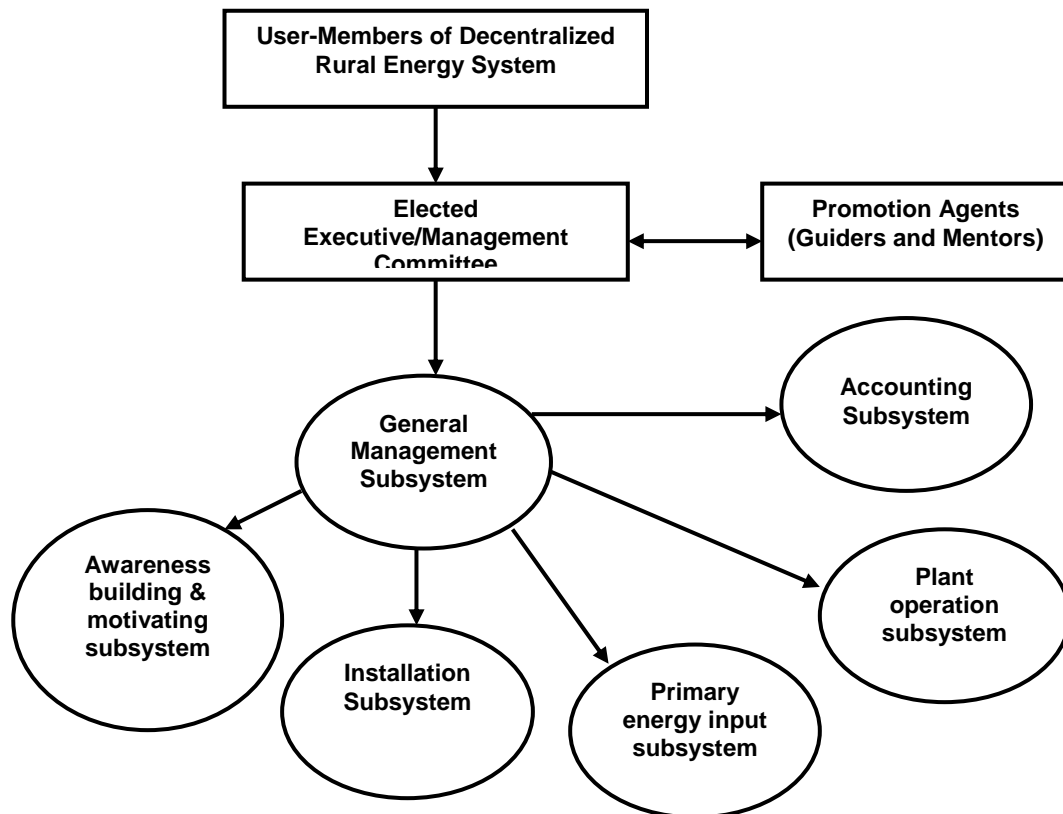 User-Members of Decentralized
Rural Energy System
Elected
Executive/Management
Committee
Promotion Agents
(Guiders and Mentors)
Accounting
Subsystem
General
Management
Subsystem
Awareness
building &
motivating
subsystem
Installation
Subsystem
Primary
energy input
subsystem
Plant
operation
subsystem